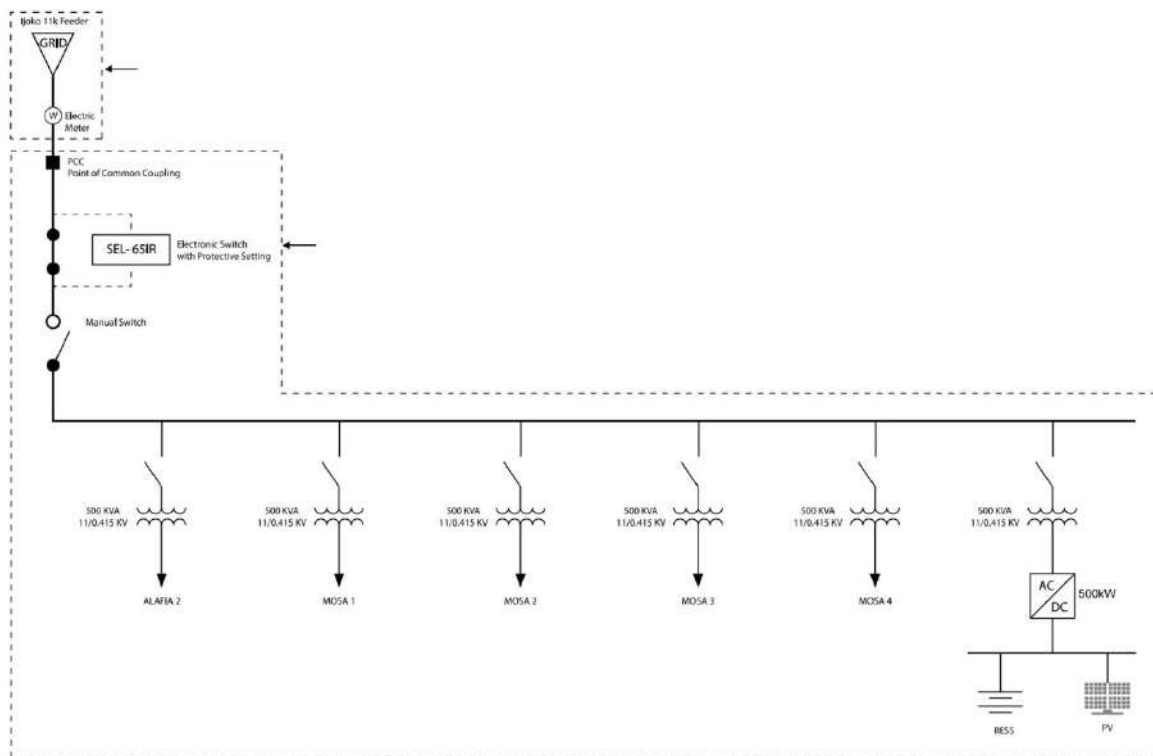 Ijoko 11k Feeder
GRID
W
Electric
Meter
PCC
Point of Common Coupling
SEL- 65IR
Electronic Switch
with Protective Setting
Manual Switch
500 KVA
11/0.415 KV
500 KVA
11/0.415 KV
500 KVA
11/0.415 KV
500 KVA
11/0.415 KV
500 KVA
11/0.415 KV
500 KVA
11/0.415 KV
ALAFIA 2
MOSA 1
MOSA 2
MOSA 3
MOSA 4
AC
DC
500kW
BESS
PV